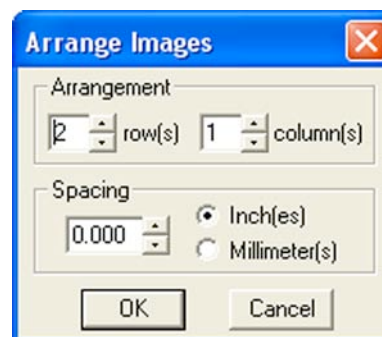 Arrange Images
Arrangement
2 row(s) 1 column(s)
Spacing
0.000 Inch(es)
Millimeter(s)
OK Cancel